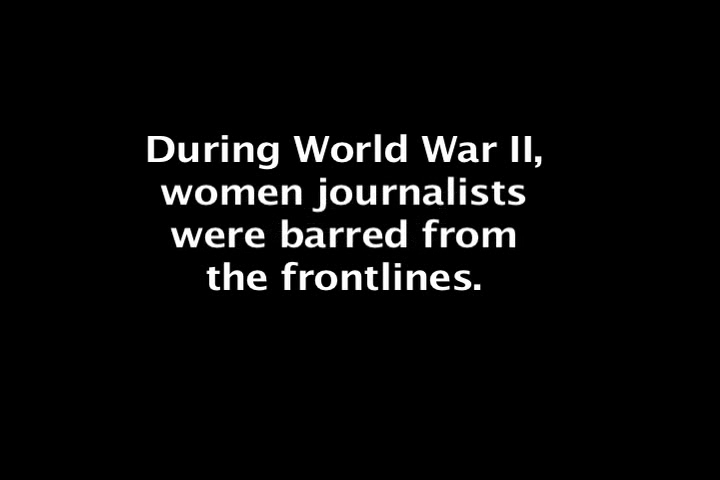 During World War II,
women journalists
were barred from
the frontlines.